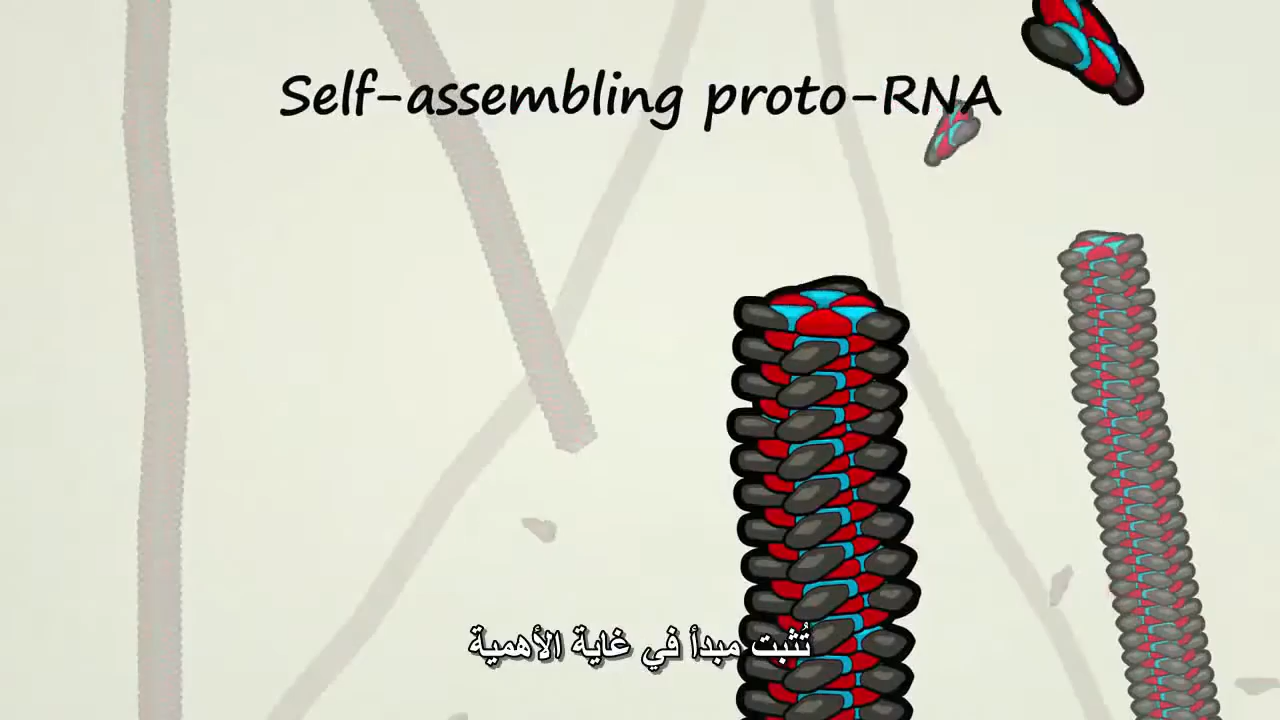 Self-assembling proto-RNA
تُثبت مبدأ في غاية الأهمية